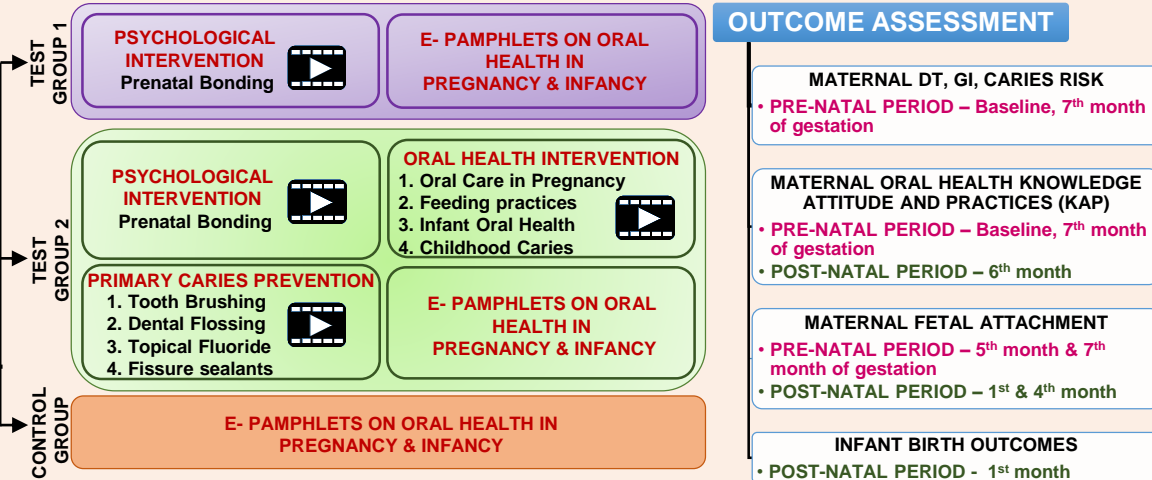 TEST
GROUP 1
PSYCHOLOGICAL
INTERVENTION
Prenatal Bonding
E- PAMPHLETS ON ORAL
HEALTH IN
PREGNANCY & INFANCY
TEST
GROUP 2
PSYCHOLOGICAL
INTERVENTION
Prenatal Bonding
ORAL HEALTH INTERVENTION
1. Oral Care in Pregnancy
2. Feeding practices
3. Infant Oral Health
4. Childhood Caries
PRIMARY CARIES PREVENTION
1. Tooth Brushing
2. Dental Flossing
3. Topical Fluoride
4. Fissure sealants
E- PAMPHLETS ON ORAL
HEALTH IN
PREGNANCY & INFANCY
CONTROL
GROUP
E- PAMPHLETS ON ORAL HEALTH IN
PREGNANCY & INFANCY
OUTCOME ASSESSMENT
MATERNAL DT, GI, CARIES RISK
• PRE-NATAL PERIOD – Baseline, 7th month
of gestation
MATERNAL ORAL HEALTH KNOWLEDGE
ATTITUDE AND PRACTICES (KAP)
• PRE-NATAL PERIOD – Baseline, 7th month
of gestation
• POST-NATAL PERIOD – 6th month
MATERNAL FETAL ATTACHMENT
• PRE-NATAL PERIOD – 5th month & 7th
month of gestation
• POST-NATAL PERIOD – 1st & 4th month
INFANT BIRTH OUTCOMES
• POST-NATAL PERIOD - 1st month